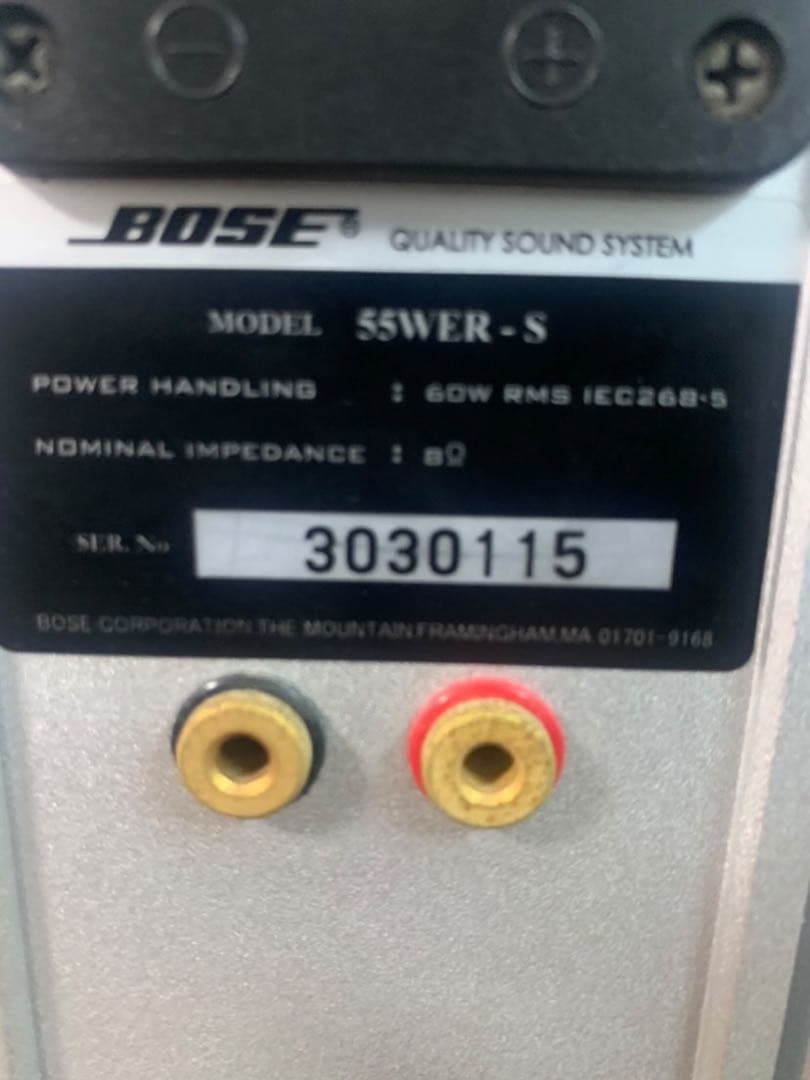 BOSE® QUALITY SOUND SYSTEM
MODEL 55WER - S
POWER HANDLING : 60W RMS IEC268-5
NOMINAL IMPEDANCE : 8Ω
SER. No 3030115
BOSE CORPORATION THE MOUNTAIN FRAMINGHAM.MA 01701-9168